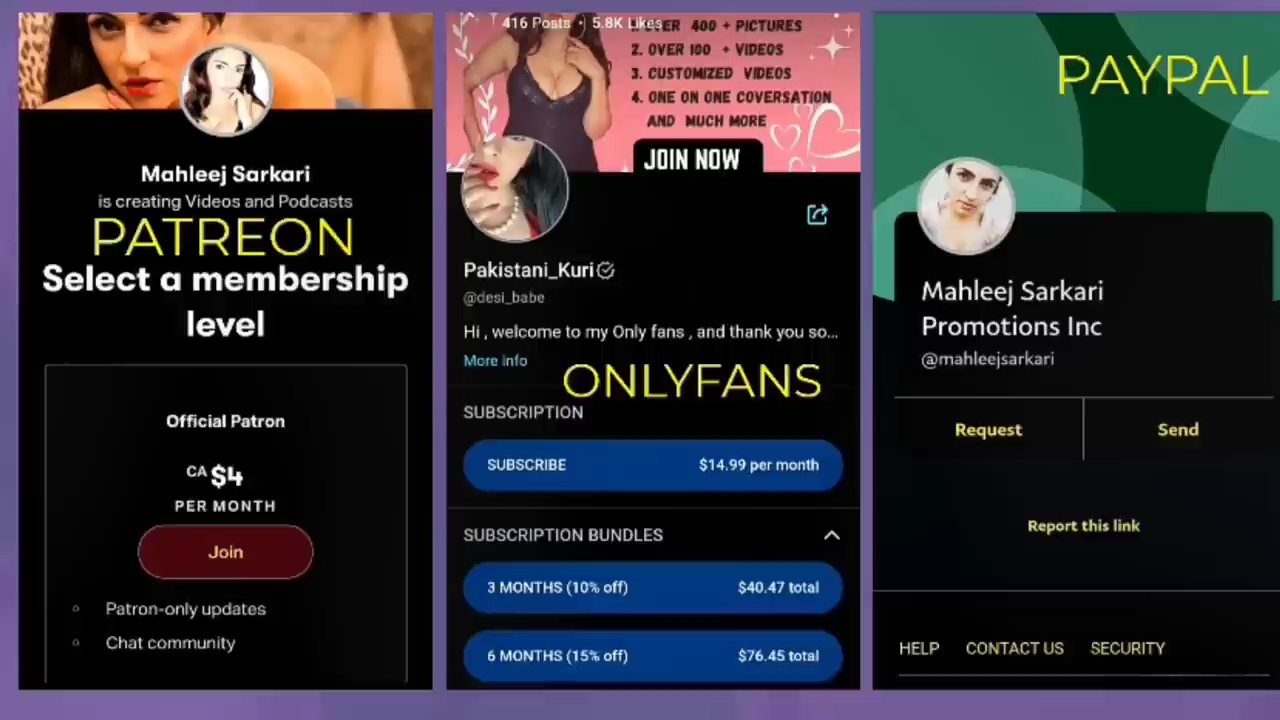 Mahleej Sarkari
is creating Videos and Podcasts
PATREON
Select a membership
level
Official Patron
CA $4
PER MONTH
Join
Patron-only updates
Chat community
416 Posts • 5.8K Likes
1. OVER 400 + PICTURES
2. OVER 100 + VIDEOS
3. CUSTOMIZED VIDEOS
4. ONE ON ONE COVERSATION
AND MUCH MORE
JOIN NOW
Pakistani_Kuri
@desi_babe
Hi , welcome to my Only fans , and thank you so...
More info
ONLYFANS
SUBSCRIPTION
SUBSCRIBE $14.99 per month
SUBSCRIPTION BUNDLES
3 MONTHS (10% off) $40.47 total
6 MONTHS (15% off) $76.45 total
PAYPAL
Mahleej Sarkari
Promotions Inc
@mahleejsarkari
Request Send
Report this link
HELP CONTACT US SECURITY